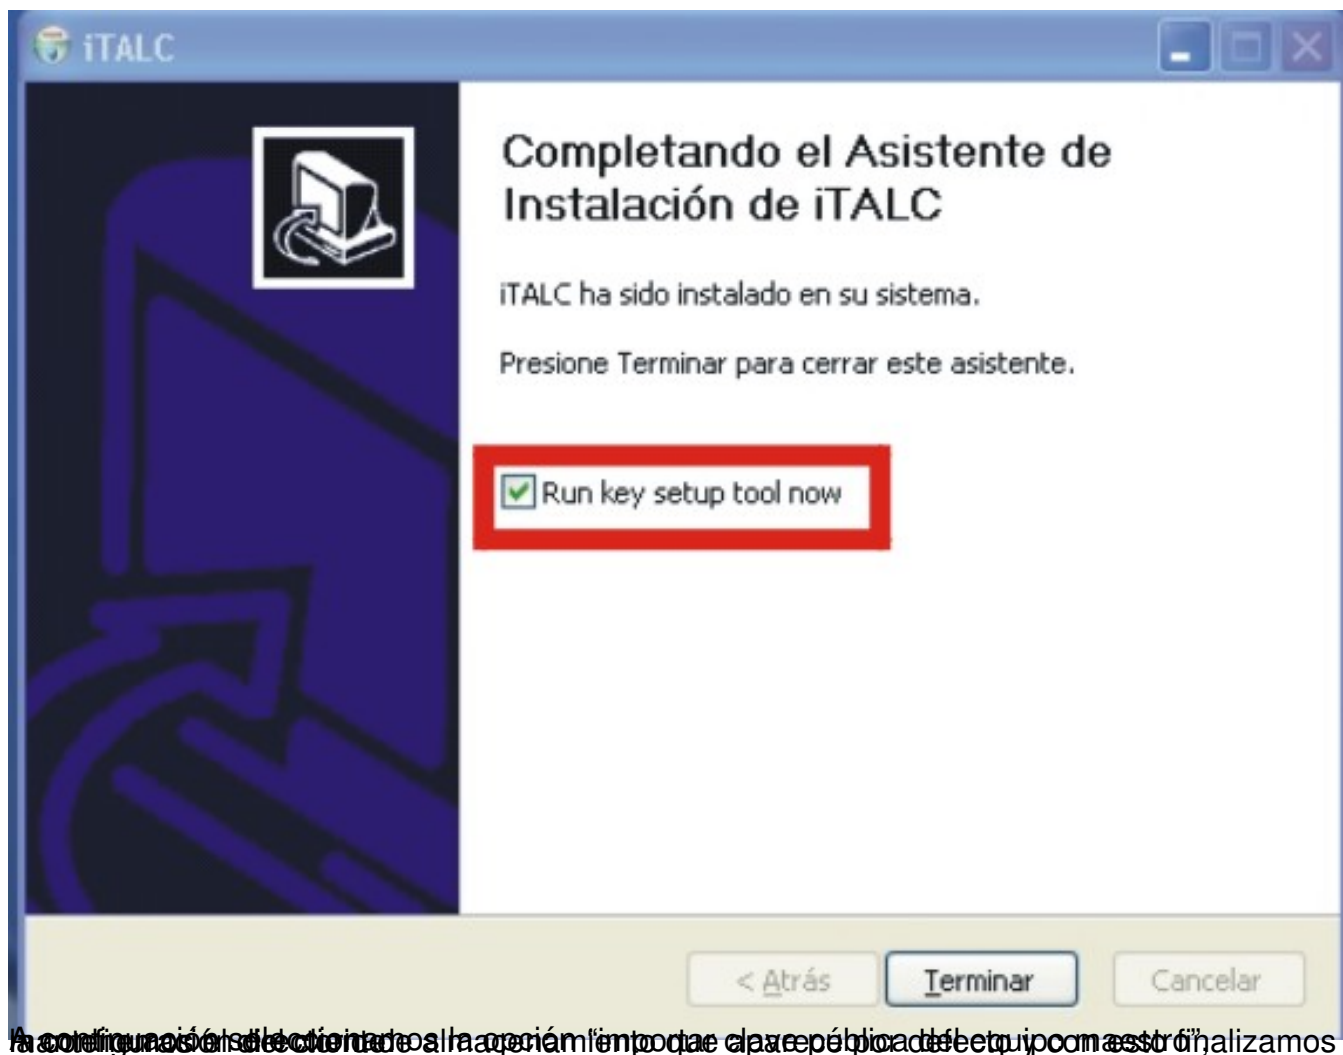 iTALC
Completando el Asistente de
Instalación de iTALC
iTALC ha sido instalado en su sistema.
Presione Terminar para cerrar este asistente.
Run key setup tool now
< Atrás
Terminar
Cancelar